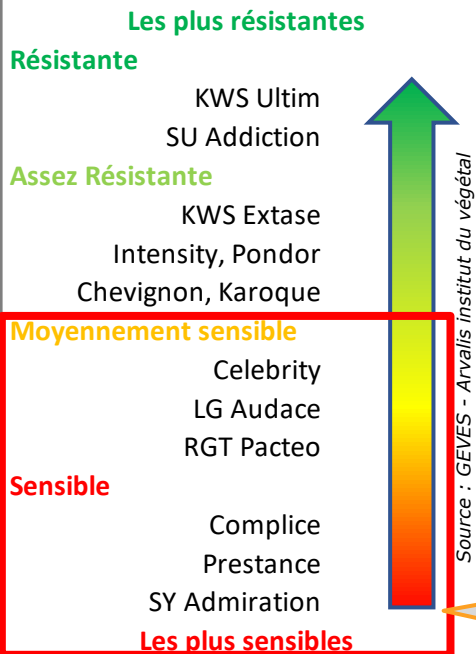 Les plus résistantes
Résistante
KWS Ultim
SU Addiction
Assez Résistante
KWS Extase
Intensity, Pondor
Chevignon, Karoque
Moyennement sensible
Celebrity
LG Audace
RGT Pacteo
Sensible
Complice
Prestance
SY Admiration
Les plus sensibles
Source : GEVES - Arvalis institut du végétal